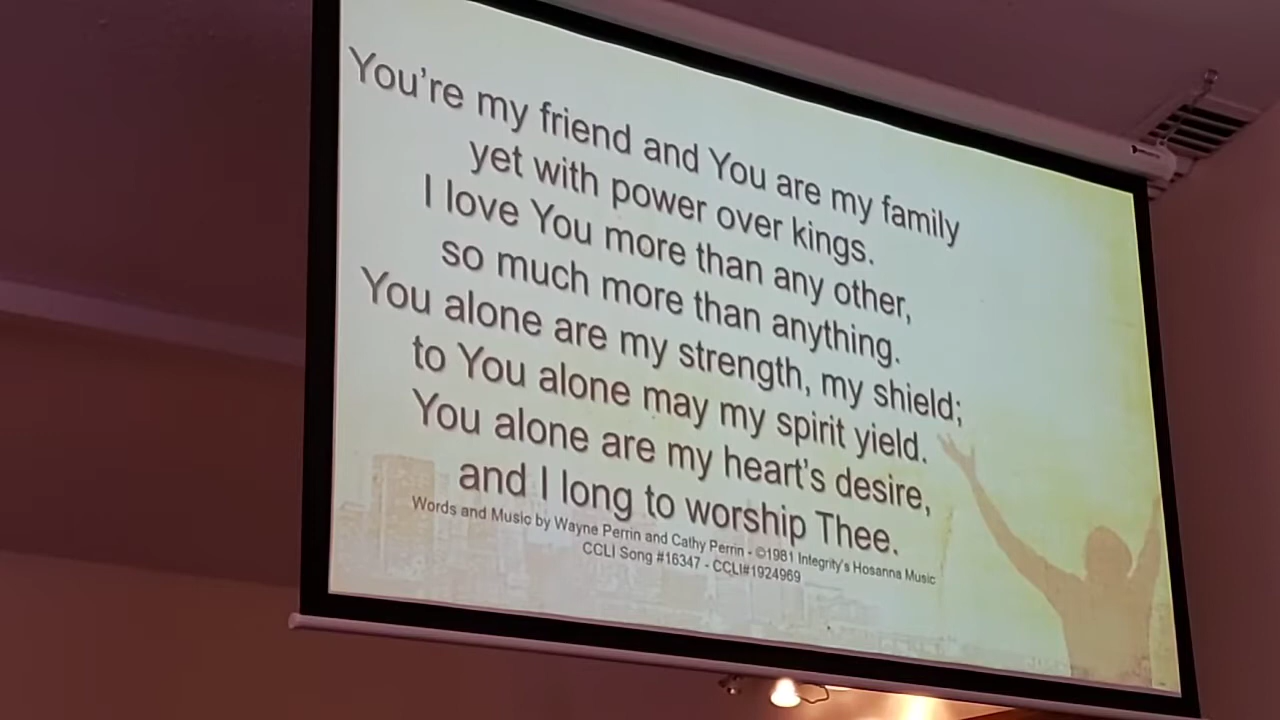 You're my friend and You are my family
yet with power over kings.
I love You more than any other,
so much more than anything.
You alone are my strength, my shield;
to You alone may my spirit yield.
You alone are my heart's desire,
and I long to worship Thee.
Words and Music by Wayne Perrin and Cathy Perrin - ©1981 Integrity's Hosanna Music
CCLI Song #16347 - CCLI#1924969